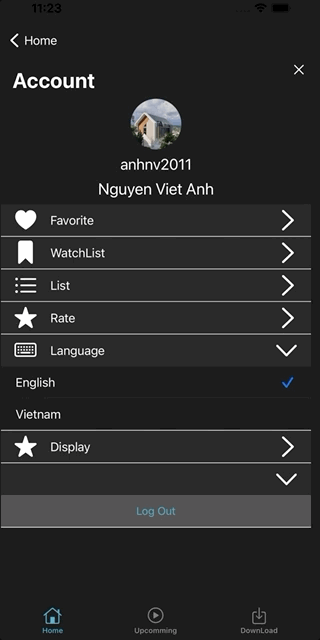 11:23
Home
Account
anhnv2011
Nguyen Viet Anh
Favorite
WatchList
List
Rate
Language
English
Vietnam
Display
Log Out
Home
Upcomming
DownLoad